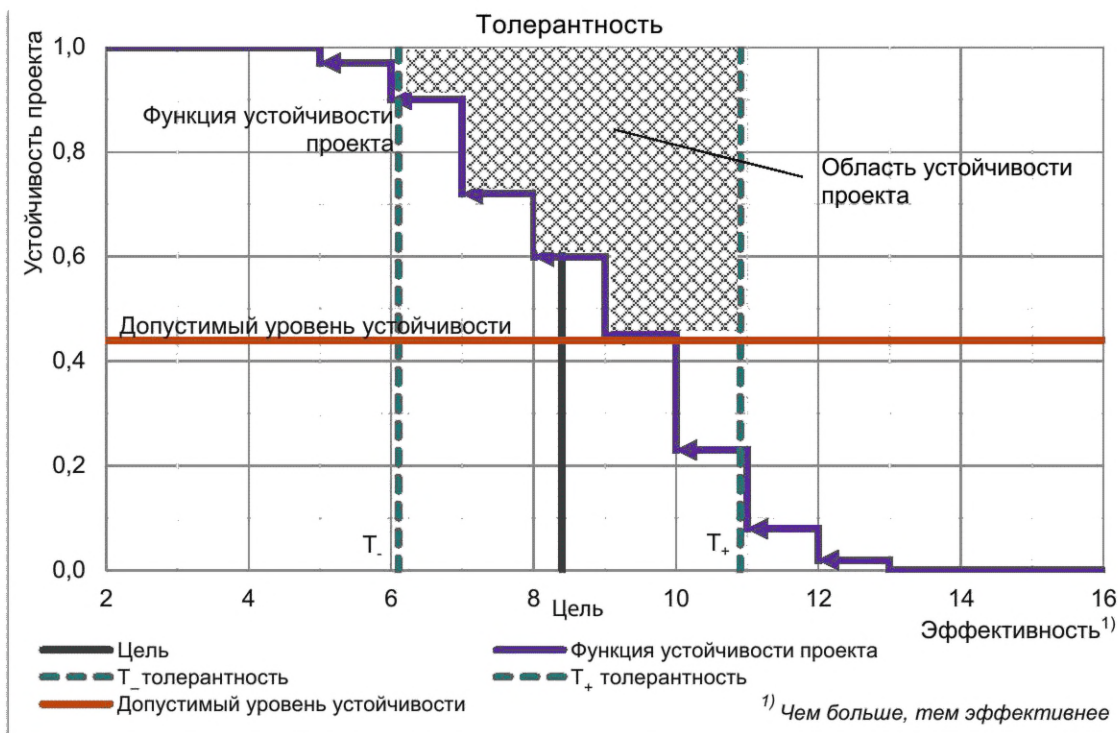 Толерантность
Устойчивость проекта
1,0
0,8
0,6
0,4
0,2
0,0
Функция устойчивости
проекта
Область устойчивости
проекта
Допустимый уровень устойчивости
T_
T+
2
4
6
8
10
12
14
16
Цель
Эффективность1)
Цель
Функция устойчивости проекта
T_толерантность
T+ толерантность
Допустимый уровень устойчивости
1) Чем больше, тем эффективнее